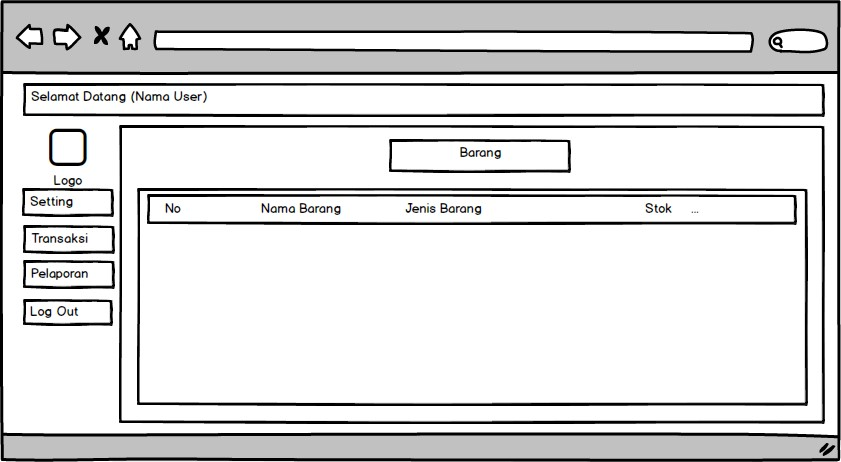 Selamat Datang (Nama User)
Logo
Setting
Transaksi
Pelaporan
Log Out
Barang
No Nama Barang Jenis Barang Stok ...